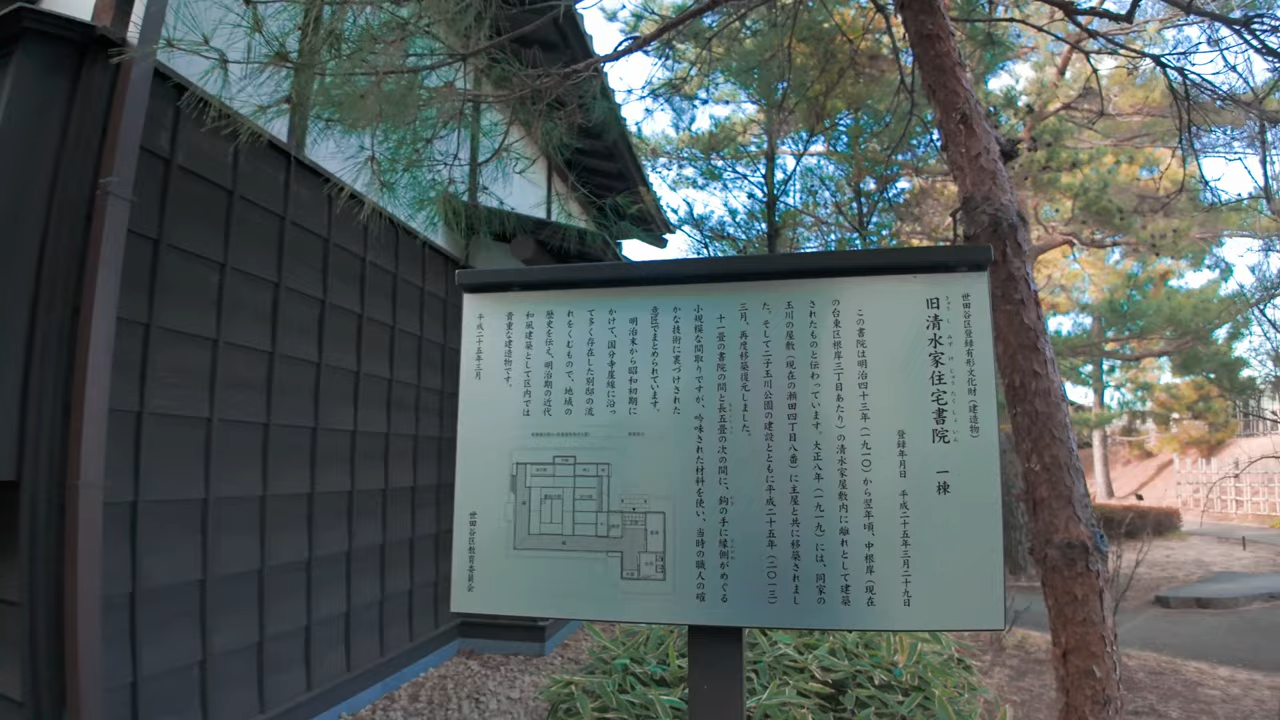 世田谷区登録有形文化財(建造物)
旧清水家住宅書院 一棟
きゅう し みず け じゅう たく しょ いん
登録年月日 平成二十五年三月二十九日
この書院は明治四十三年(一九一〇)から翌年頃、中根岸(現在
の台東区根岸三丁目あたり)の清水家屋敷内に離れとして建築
されたものと伝わっています。大正八年(一九一九)には、同家の
玉川の屋敷(現在の瀬田四丁目八番)に主屋と共に移築されまし
た。そして二子玉川公園の建設とともに平成二十五年(二〇一三)
三月、再度移築復元しました。
十一畳の書院の間と長五畳の次の間に、鉤の手に縁側がめぐる
小規模な間取りですが、吟味された材料を使い、当時の職人の確
かな技術に裏づけされた
意匠でまとめられています。
明治末から昭和初期に
かけて、国分寺崖線に沿っ
て多く存在した別邸の流
れをくむもので、地域の
歴史を伝え、明治期の近代
和風建築として区内では
貴重な建造物です。
平成二十五年三月
世田谷区教育委員会